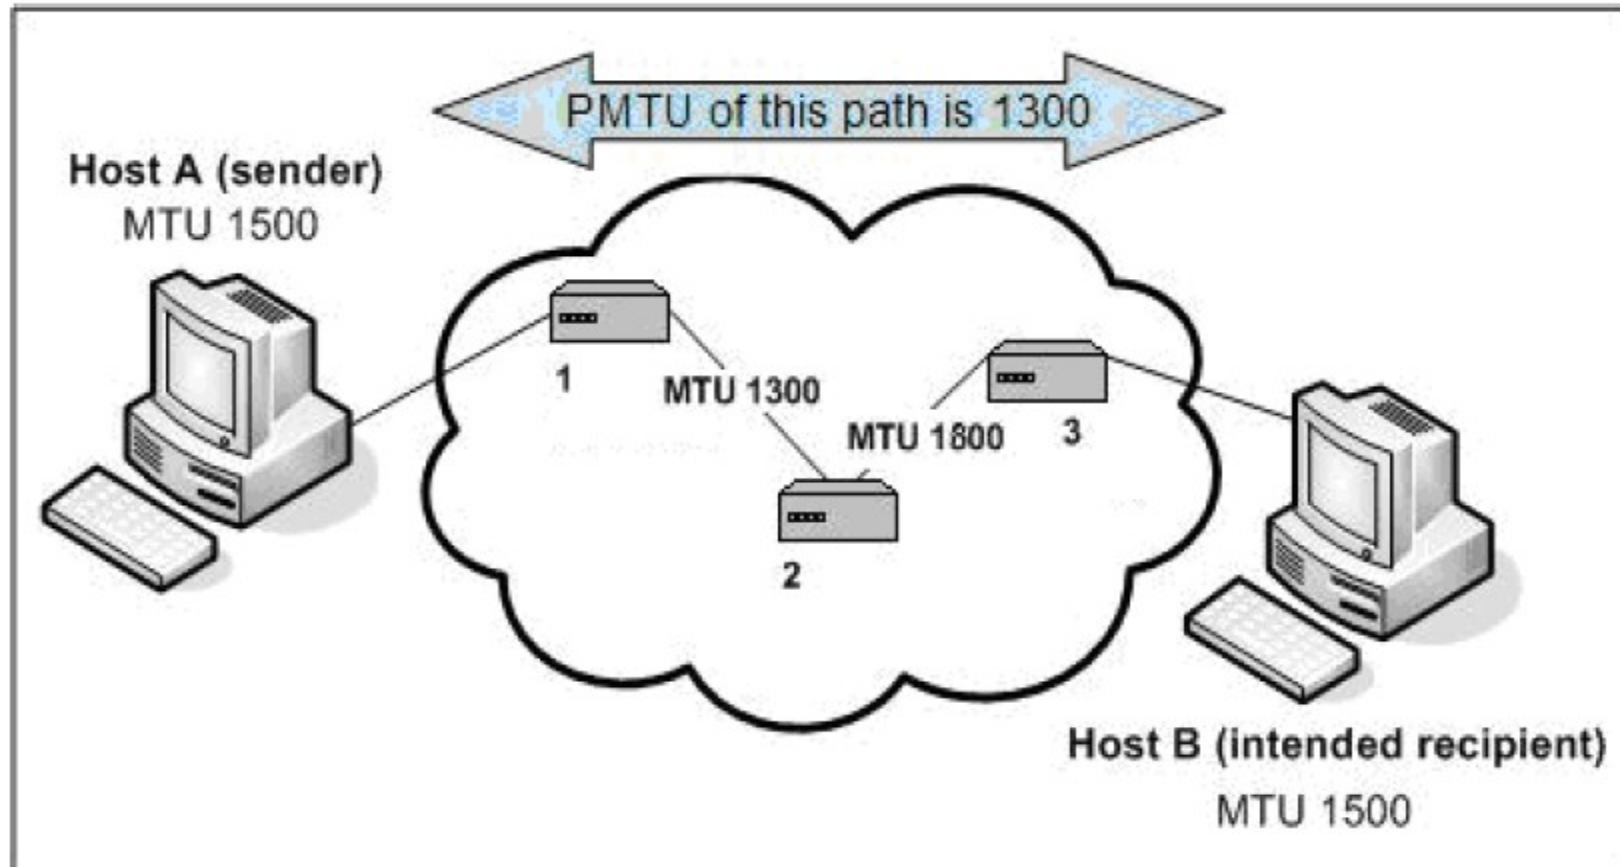 PMTU of this path is 1300
Host A (sender)
MTU 1500
1
MTU 1300
MTU 1800
3
2
Host B (intended recipient)
MTU 1500